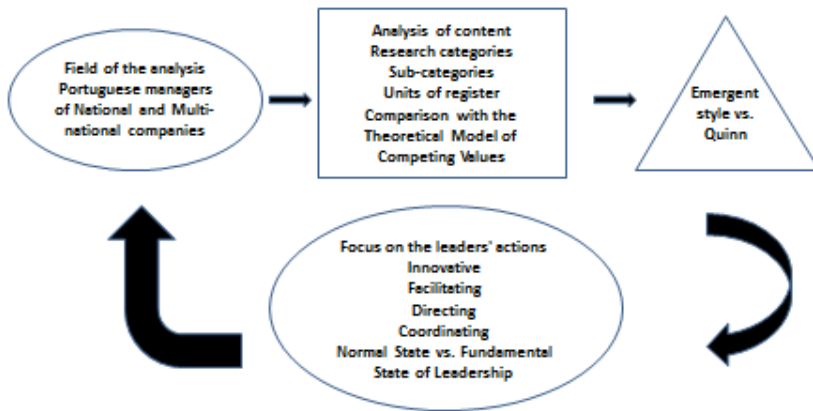 Field of the analysis
Portuguese managers
of National and Multi-
national companies
Analysis of content
Research categories
Sub-categories
Units of register
Comparison with the
Theoretical Model of
Competing Values
Emergent
style vs.
Quinn
Focus on the leaders' actions
Innovative
Facilitating
Directing
Coordinating
Normal State vs. Fundamental
State of Leadership